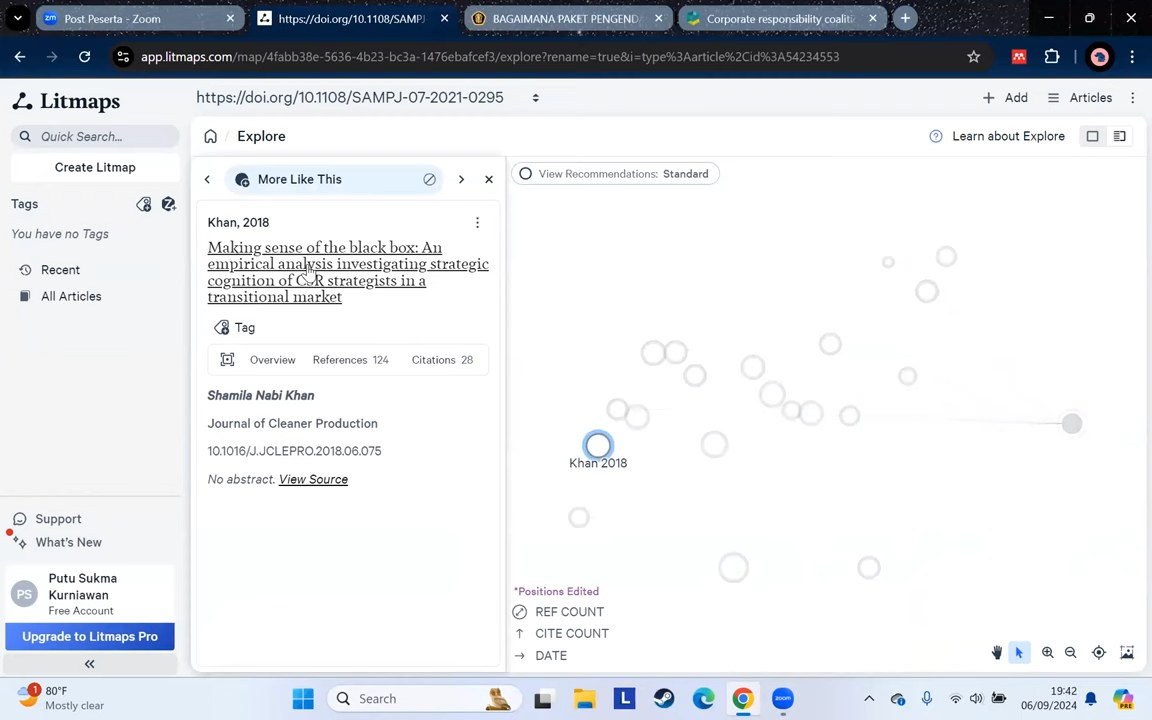 Post Peserta - Zoom
https://doi.org/10.1108/SAMPJ
BAGAIMANA PAKET PENGEND
Corporate responsibility coaliti
app.litmaps.com/map/4fabb38e-5636-4b23-bc3a-1476ebafcef3/explore?rename=true&i=type%3Aarticle%2Cid%3A54234553
Litmaps
https://doi.org/10.1108/SAMPJ-07-2021-0295
Add
Articles
Quick Search...
Explore
Learn about Explore
Create Litmap
More Like This
View Recommendations: Standard
Tags
You have no Tags
Recent
All Articles
Khan, 2018
Making sense of the black box: An
empirical analysis investigating strategic
cognition of CSR strategists in a
transitional market
Tag
Overview
References 124
Citations 28
Shamila Nabi Khan
Journal of Cleaner Production
10.1016/J.JCLEPRO.2018.06.075
No abstract. View Source
Khan 2018
Support
What's New
PS
Putu Sukma
Kurniawan
Free Account
Upgrade to Litmaps Pro
*Positions Edited
REF COUNT
CITE COUNT
DATE
1
80°F
Mostly clear
Search
L
zoom
PRE
19:42
06/09/2024